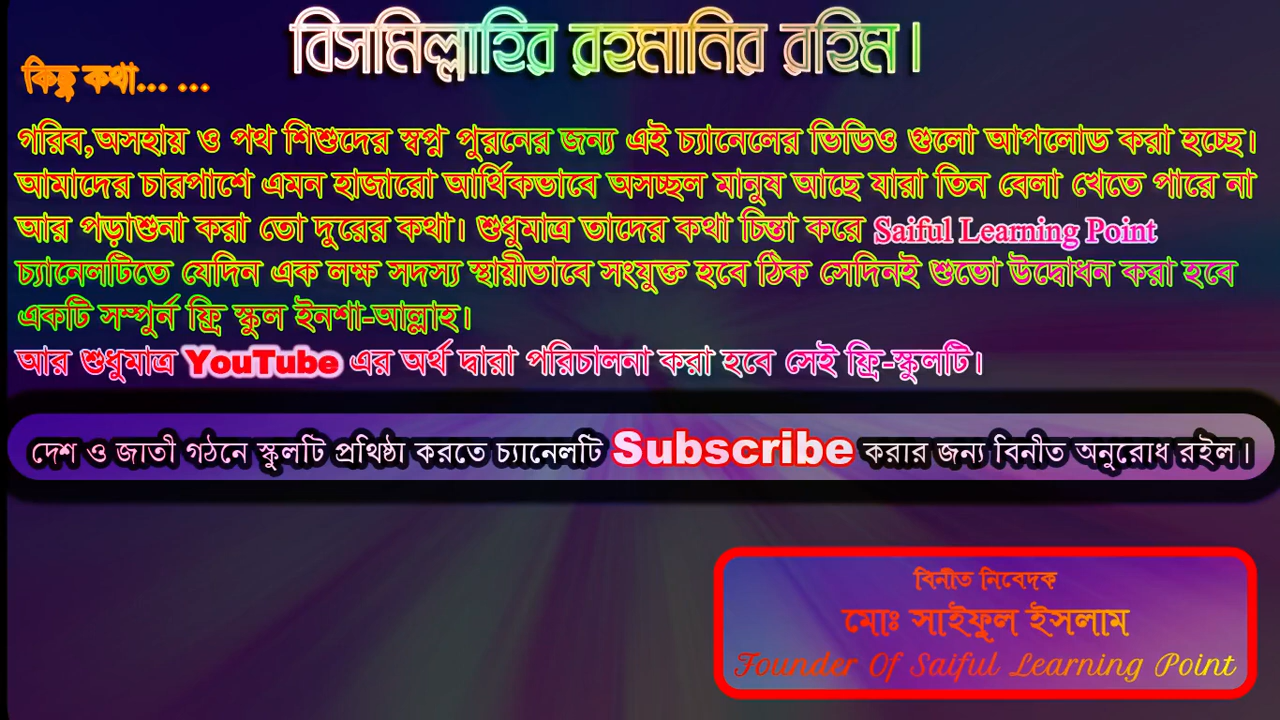 বিসমিল্লাহির রহমানির রহিম।
কিছু কথা... ...
গরিব,অসহায় ও পথ শিশুদের স্বপ্ন পুরনের জন্য এই চ্যানেলের ভিডিও গুলো আপলোড করা হচ্ছে।
আমাদের চারপাশে এমন হাজারো আর্থিকভাবে অসচ্ছল মানুষ আছে যারা তিন বেলা খেতে পারে না
আর পড়াশুনা করা তো দুরের কথা। শুধুমাত্র তাদের কথা চিন্তা করে Saiful Learning Point
চ্যানেলটিতে যেদিন এক লক্ষ সদস্য স্থায়ীভাবে সংযুক্ত হবে ঠিক সেদিনই শুভো উদ্বোধন করা হবে
একটি সম্পুর্ন ফ্রি স্কুল ইনশা-আল্লাহ।
আর শুধুমাত্র YouTube এর অর্থ দ্বারা পরিচালনা করা হবে সেই ফ্রি-স্কুলটি।
দেশ ও জাতী গঠনে স্কুলটি প্রথিষ্ঠা করতে চ্যানেলটি Subscribe করার জন্য বিনীত অনুরোধ রইল।
বিনীত নিবেদক
মোঃ সাইফুল ইসলাম
Founder Of Saiful Learning Point